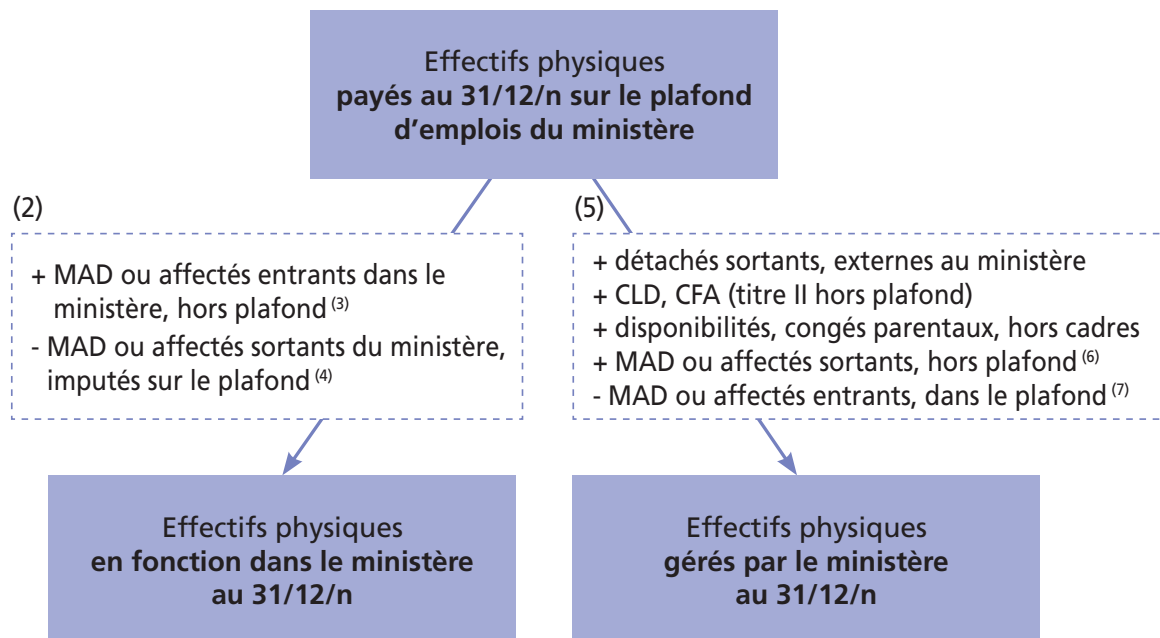 Effectifs physiques
payés au 31/12/n sur le plafond
d’emplois du ministère
(2)
+ MAD ou affectés entrants dans le
ministère, hors plafond (3)
- MAD ou affectés sortants du ministère,
imputés sur le plafond (4)
(5)
+ détachés sortants, externes au ministère
+ CLD, CFA (titre II hors plafond)
+ disponibilités, congés parentaux, hors cadres
+ MAD ou affectés sortants, hors plafond (6)
- MAD ou affectés entrants, dans le plafond (7)
Effectifs physiques
en fonction dans le ministère
au 31/12/n
Effectifs physiques
gérés par le ministère
au 31/12/n